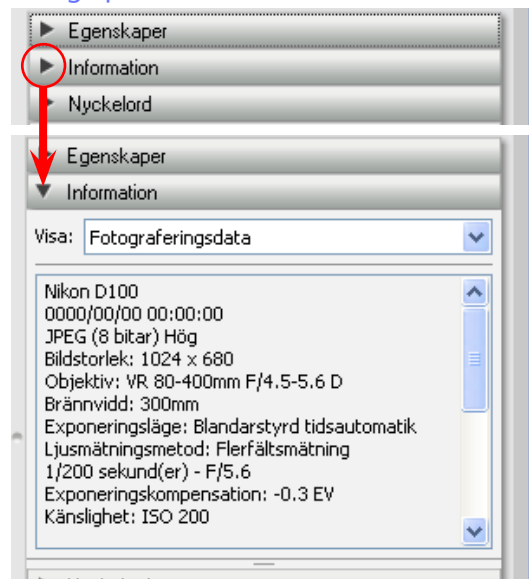 Egenskaper
Information
Nyckelord
Egenskaper
Information
Visa: Fotograferingsdata
Nikon D100
0000/00/00 00:00:00
JPEG (8 bitar) Hög
Bildstorlek: 1024 x 680
Objektiv: VR 80-400mm F/4.5-5.6 D
Brännvidd: 300mm
Exponeringsläge: Blandarstyrd tidsautomatik
Ljusmätningsmetod: Flerfältsmätning
1/200 sekund(er) - F/5.6
Exponeringskompensation: -0.3 EV
Känslighet: ISO 200